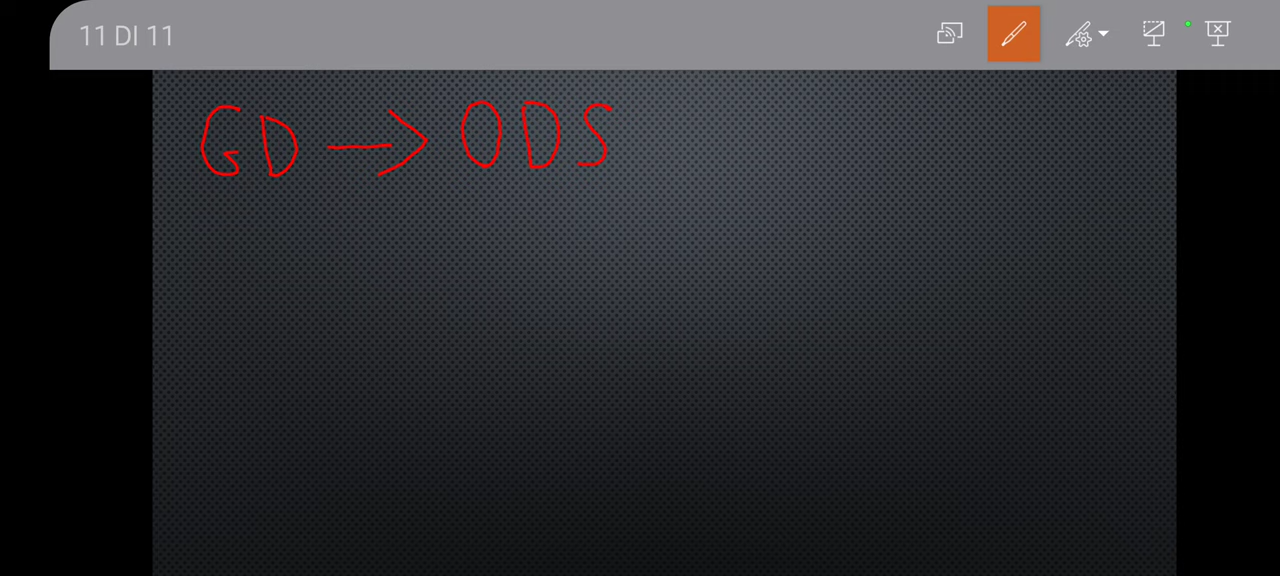 11 DI 11
GD → ODS